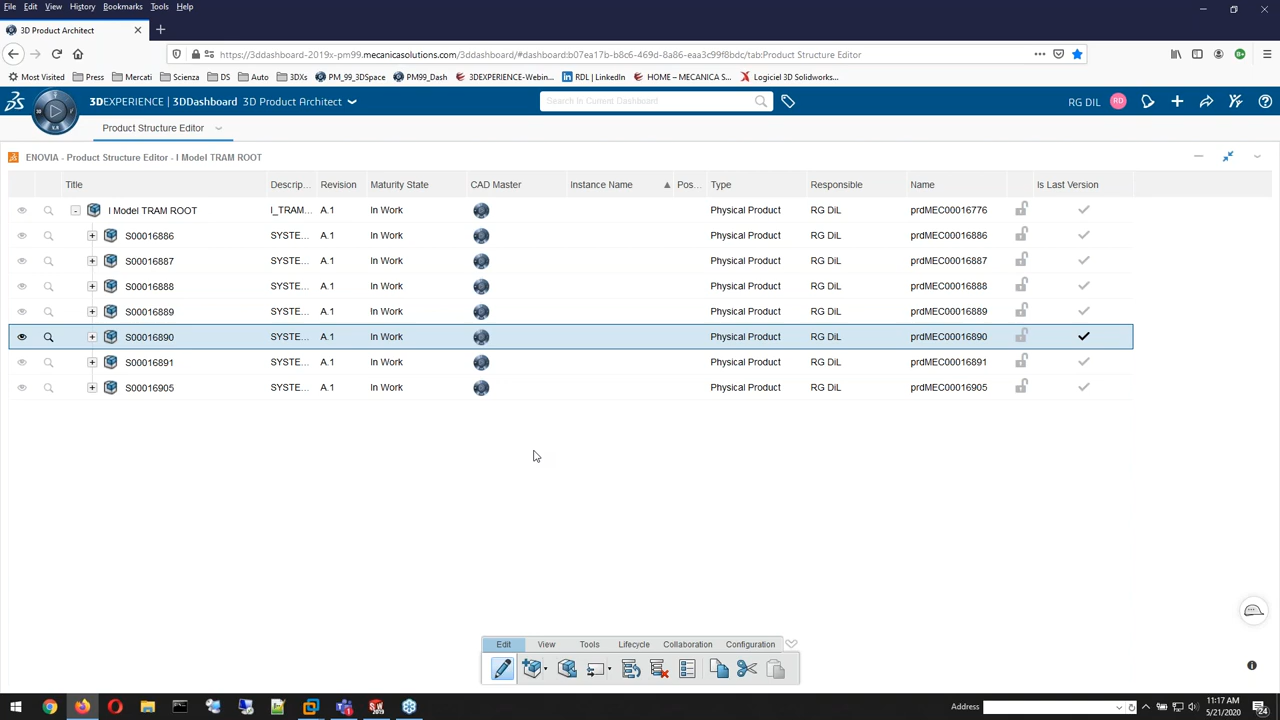 File Edit View History Bookmarks Tools Help
3D Product Architect
https://3ddashboard-2019x-pm99.mecanicasolutions.com/3ddashboard/#dashboard:b07ea17b-b8c6-469d-8a86-eaa3c99f8bdc/tab:Product Structure Editor
Most Visited Press Mercati Scienza DS Auto 3DXs PM_99_3DSpace PM99_Dash 3DEXPERIENCE-Webin... RDL | LinkedIn HOME – MECANICA S... Logiciel 3D Solidworks...
3DEXPERIENCE | 3DDashboard 3D Product Architect Search In Current Dashboard RG DIL RD
Product Structure Editor
ENOVIA - Product Structure Editor - I Model TRAM ROOT
Title Descrip... Revision Maturity State CAD Master Instance Name Pos... Type Responsible Name Is Last Version
I Model TRAM ROOT I_TRAM... A.1 In Work Physical Product RG DiL prdMEC00016776
S00016886 SYSTE... A.1 In Work Physical Product RG DiL prdMEC00016886
S00016887 SYSTE... A.1 In Work Physical Product RG DiL prdMEC00016887
S00016888 SYSTE... A.1 In Work Physical Product RG DiL prdMEC00016888
S00016889 SYSTE... A.1 In Work Physical Product RG DiL prdMEC00016889
S00016890 SYSTE... A.1 In Work Physical Product RG DiL prdMEC00016890
S00016891 SYSTE... A.1 In Work Physical Product RG DiL prdMEC00016891
S00016905 SYSTE... A.1 In Work Physical Product RG DiL prdMEC00016905
Edit View Tools Lifecycle Collaboration Configuration
Address
11:17 AM
5/21/2020
24